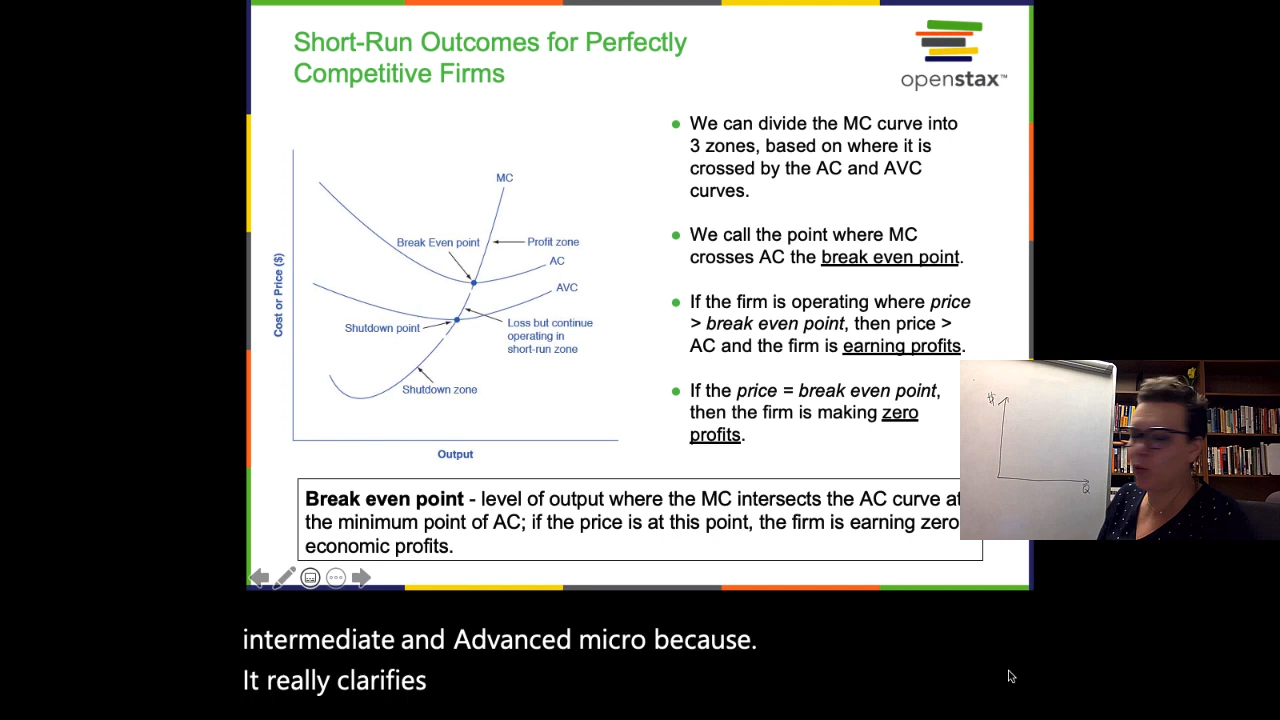 Short-Run Outcomes for Perfectly
Competitive Firms
openstax™
MC
Break Even point
Profit zone
AC
AVC
Shutdown point
Loss but continue
operating in
short-run zone
Shutdown zone
Cost or Price ($)
Output
• We can divide the MC curve into
3 zones, based on where it is
crossed by the AC and AVC
curves.
• We call the point where MC
crosses AC the break even point.
• If the firm is operating where price
> break even point, then price >
AC and the firm is earning profits.
• If the price = break even point,
then the firm is making zero
profits.
$
Q
Break even point - level of output where the MC intersects the AC curve at
the minimum point of AC; if the price is at this point, the firm is earning zero
economic profits.
intermediate and Advanced micro because.
It really clarifies